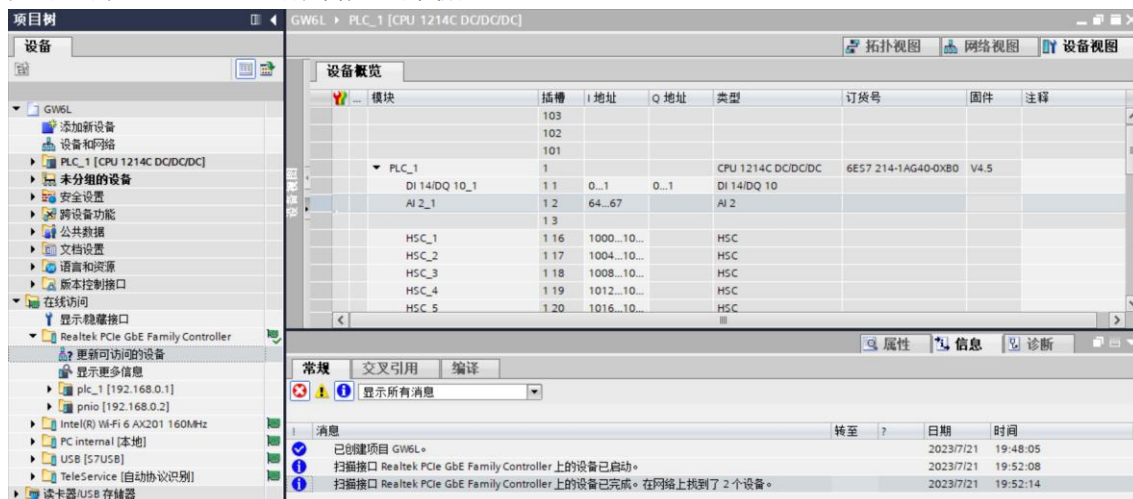 项目树
GW6L ▸ PLC_1 [CPU 1214C DC/DC/DC]
设备
拓扑视图 网络视图 设备视图
设备概览
模块 插槽 I 地址 Q 地址 类型 订货号 固件 注释
103
102
101
PLC_1 1 CPU 1214C DC/DC/DC 6ES7 214-1AG40-0XB0 V4.5
DI 14/DQ 10_1 1 1 0...1 0...1 DI 14/DQ 10
AI 2_1 1 2 64...67 AI 2
1 3
HSC_1 1 16 1000...10... HSC
HSC_2 1 17 1004...10... HSC
HSC_3 1 18 1008...10... HSC
HSC_4 1 19 1012...10... HSC
HSC_5 1 20 1016...10... HSC
GW6L
添加新设备
设备和网络
PLC_1 [CPU 1214C DC/DC/DC]
未分组的设备
安全设置
跨设备功能
公共数据
文档设置
语言和资源
版本控制接口
在线访问
显示/隐藏接口
Realtek PCIe GbE Family Controller
更新可访问的设备
显示更多信息
plc_1 [192.168.0.1]
pnio [192.168.0.2]
Intel(R) Wi-Fi 6 AX201 160MHz
PC internal [本地]
USB [S7USB]
TeleService [自动协议识别]
读卡器/USB 存储器
属性 信息 诊断
常规 交叉引用 编译
显示所有消息
! 消息 转至 ? 日期 时间
已创建项目 GW6L。 2023/7/21 19:48:05
扫描接口 Realtek PCIe GbE Family Controller 上的设备已启动。 2023/7/21 19:52:08
扫描接口 Realtek PCIe GbE Family Controller 上的设备已完成。在网络上找到了 2 个设备。 2023/7/21 19:52:14